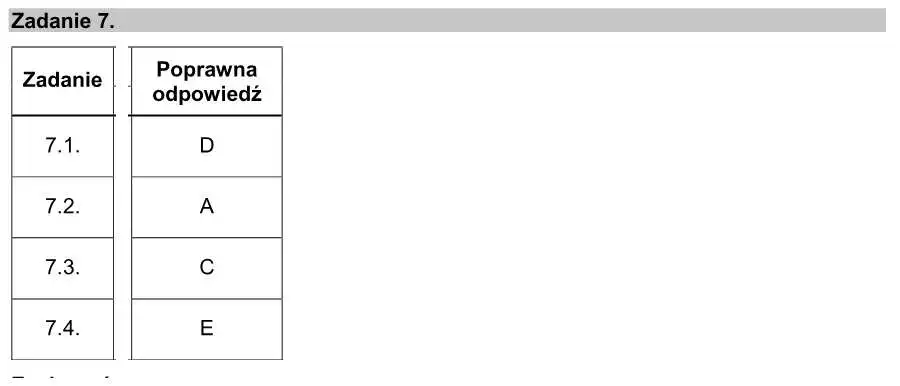 Zadanie 7.
Zadanie Poprawna odpowiedź
7.1. D
7.2. A
7.3. C
7.4. E